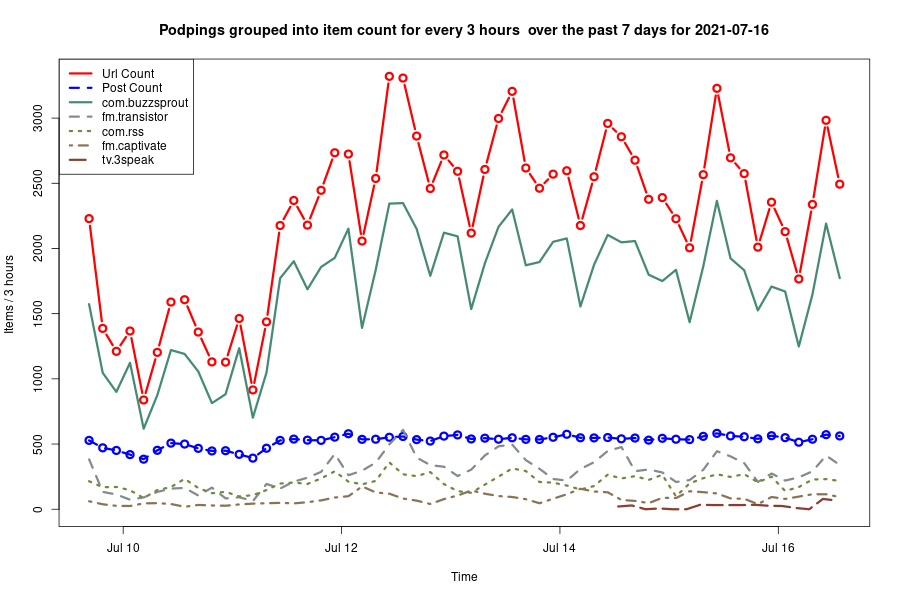 Podpings grouped into item count for every 3 hours  over the past 7 days for 2021-07-16
Url Count
Post Count
com.buzzsprout
fm.transistor
com.rss
fm.captivate
tv.3speak
Items / 3 hours
3000
2500
2000
1500
1000
500
0
Jul 10
Jul 12
Jul 14
Jul 16
Time